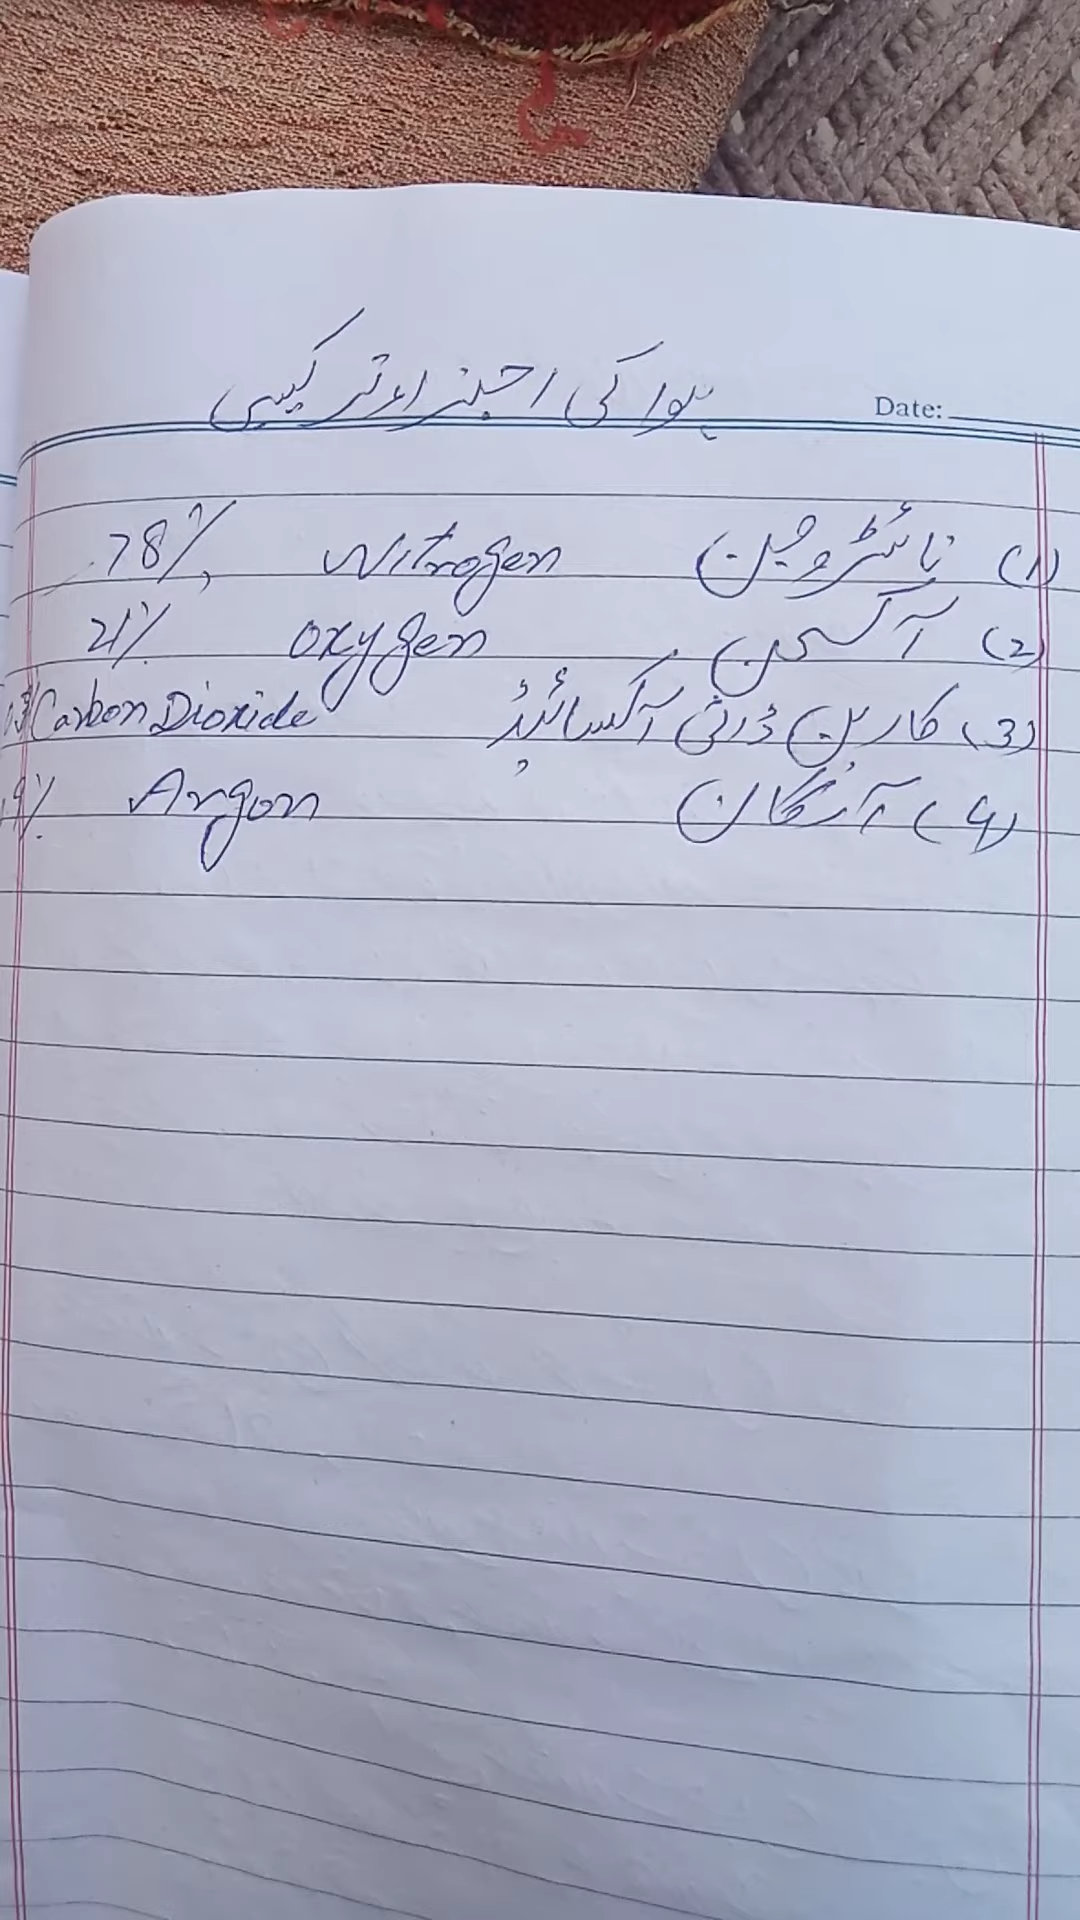 ہوا کی اجزائے ترکیبی
Date:
(1) نائٹروجن Nitrogen 78%
(2) آکسیجن Oxygen 21%
(3) کاربن ڈائی آکسائیڈ Carbon Dioxide
(4) آرگان Argon 9%